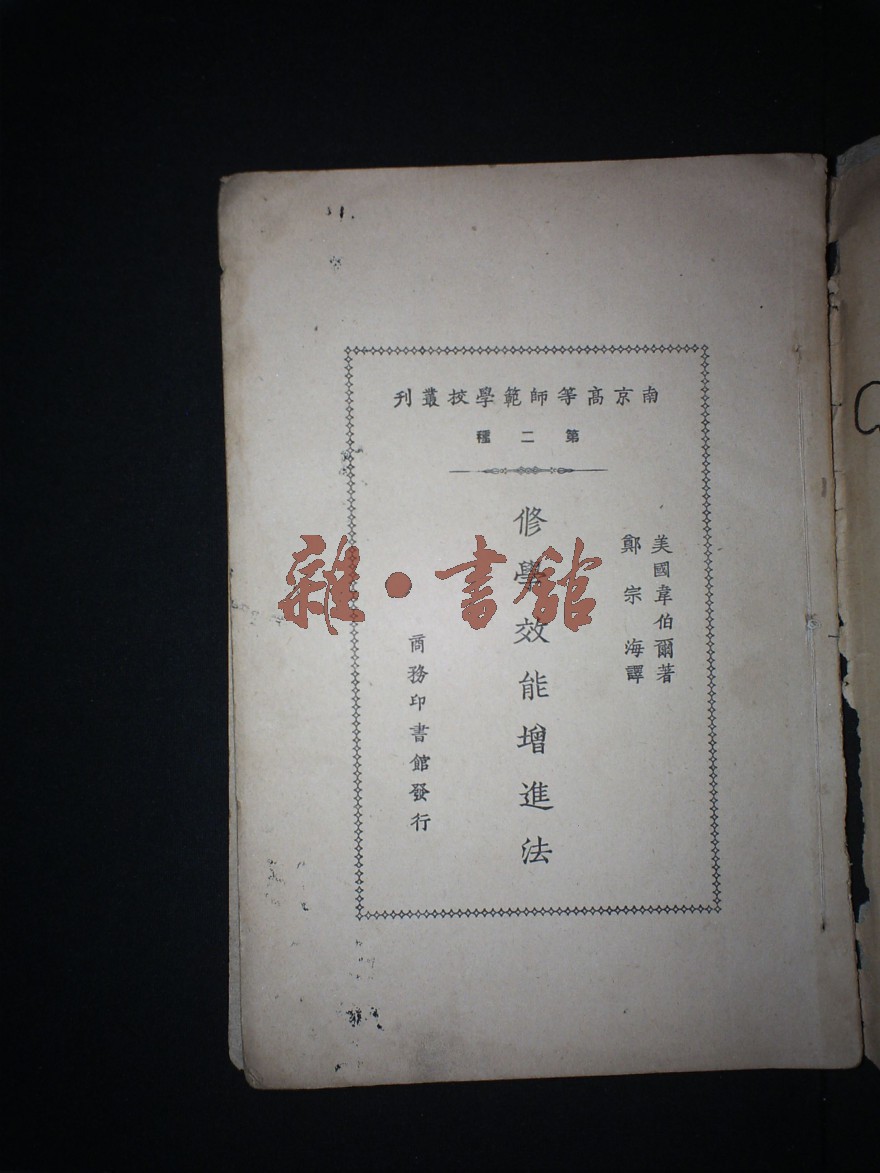 南京高等師範學校叢刊
第二種
美國韋伯爾著
鄭宗海譯
修學效能增進法
商務印書館發行
雜·書館